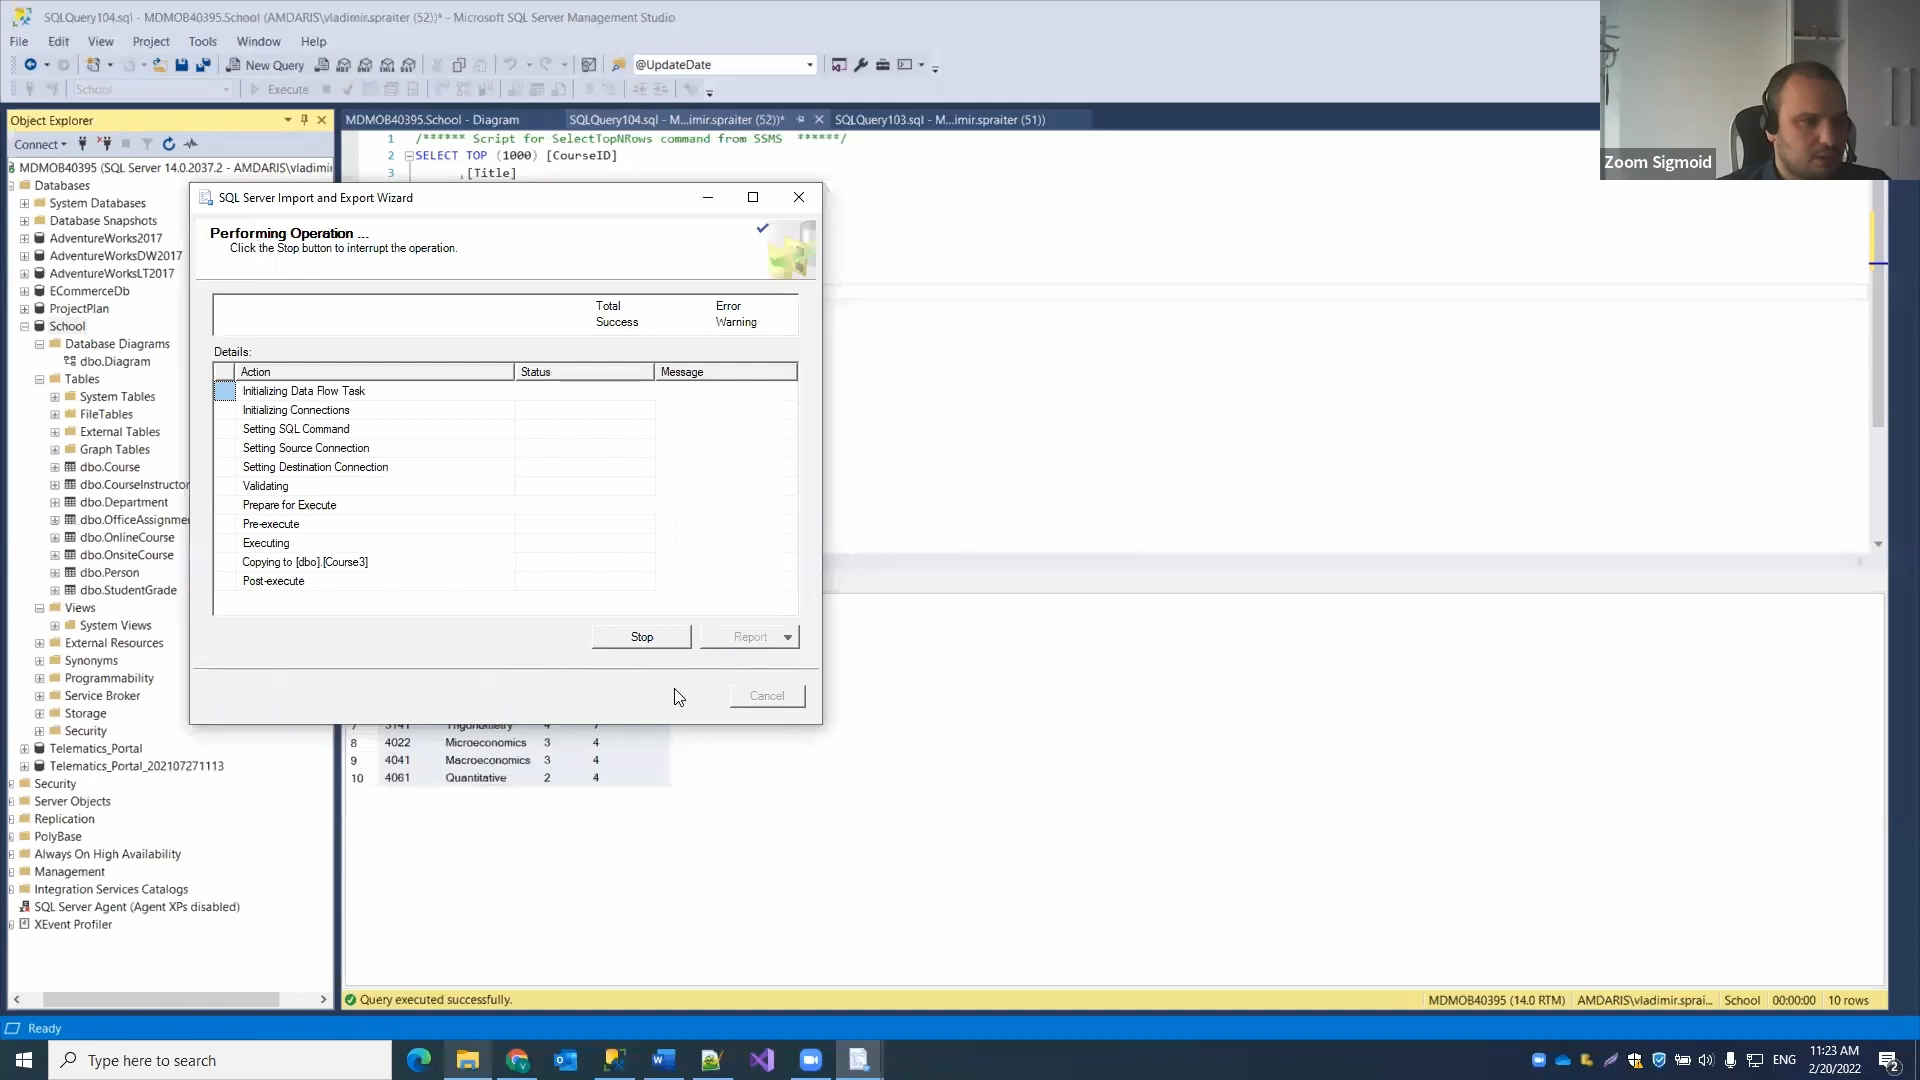 SQLQuery104.sql - MDMOB40395.School (AMDARIS\vladimir.spraiter (52))* - Microsoft SQL Server Management Studio
File Edit View Project Tools Window Help
New Query @UpdateDate
School Execute
Object Explorer
MDMOB40395.School - Diagram SQLQuery104.sql - M...imir.spraiter (52))* SQLQuery103.sql - M...imir.spraiter (51))
Connect
1 /****** Script for SelectTopNRows command from SSMS ******/
2 SELECT TOP (1000) [CourseID]
3 ,[Title]
Zoom Sigmoid
MDMOB40395 (SQL Server 14.0.2037.2 - AMDARIS\vladimi
Databases
System Databases
Database Snapshots
AdventureWorks2017
AdventureWorksDW2017
AdventureWorksLT2017
ECommerceDb
ProjectPlan
School
Database Diagrams
dbo.Diagram
Tables
System Tables
FileTables
External Tables
Graph Tables
dbo.Course
dbo.CourseInstructor
dbo.Department
dbo.OfficeAssignme
dbo.OnlineCourse
dbo.OnsiteCourse
dbo.Person
dbo.StudentGrade
Views
System Views
External Resources
Synonyms
Programmability
Service Broker
Storage
Security
Telematics_Portal
Telematics_Portal_202107271113
Security
Server Objects
Replication
PolyBase
Always On High Availability
Management
Integration Services Catalogs
SQL Server Agent (Agent XPs disabled)
XEvent Profiler
SQL Server Import and Export Wizard
Performing Operation ...
Click the Stop button to interrupt the operation.
Total Error
Success Warning
Details:
Action Status Message
Initializing Data Flow Task
Initializing Connections
Setting SQL Command
Setting Source Connection
Setting Destination Connection
Validating
Prepare for Execute
Pre-execute
Executing
Copying to [dbo].[Course3]
Post-execute
Stop Report
Cancel
8 4022 Microeconomics 3 4
9 4041 Macroeconomics 3 4
10 4061 Quantitative 2 4
Query executed successfully. MDMOB40395 (14.0 RTM) AMDARIS\vladimir.sprai... School 00:00:00 10 rows
Ready
Type here to search
ENG
11:23 AM
2/20/2022
2